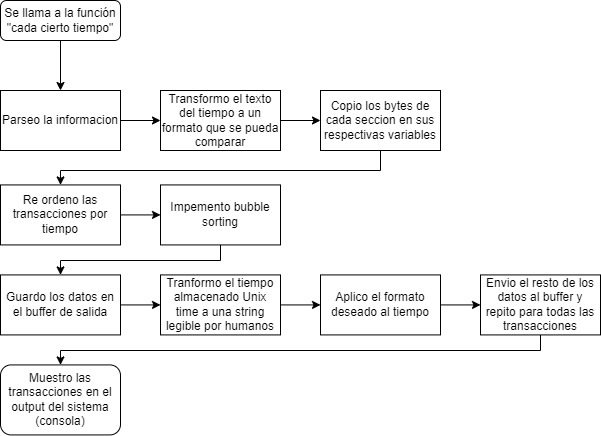 Se llama a la función
"cada cierto tiempo"
Parseo la informacion
Transformo el texto
del tiempo a un
formato que se pueda
comparar
Copio los bytes de
cada seccion en sus
respectivas variables
Re ordeno las
transacciones por
tiempo
Impemento bubble
sorting
Guardo los datos en
el buffer de salida
Tranformo el tiempo
almacenado Unix
time a una string
legible por humanos
Aplico el formato
deseado al tiempo
Envio el resto de los
datos al buffer y
repito para todas las
transacciones
Muestro las
transacciones en el
output del sistema
(consola)